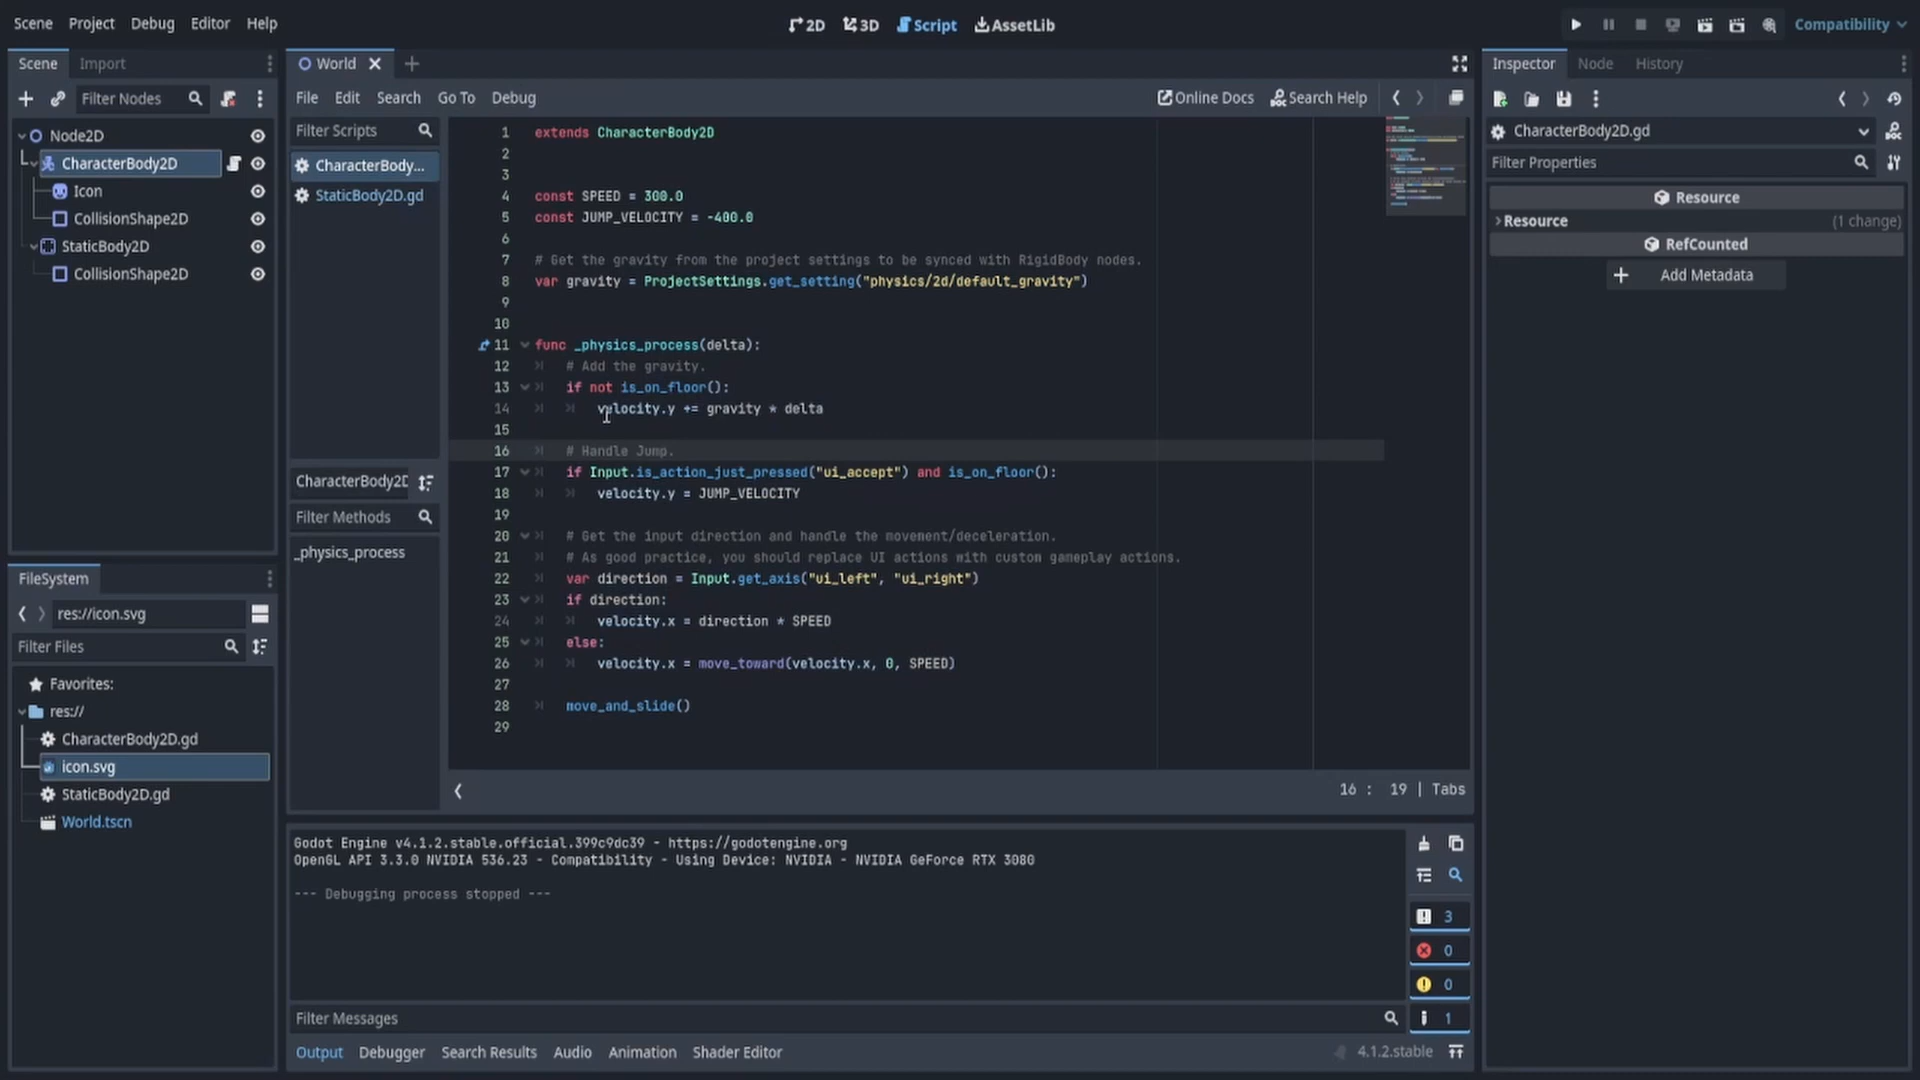 Scene Project Debug Editor Help
2D 3D Script AssetLib
Compatibility
Scene Import
Filter Nodes
Node2D
CharacterBody2D
Icon
CollisionShape2D
StaticBody2D
CollisionShape2D
FileSystem
res://icon.svg
Filter Files
Favorites:
res://
CharacterBody2D.gd
icon.svg
StaticBody2D.gd
World.tscn
World
File Edit Search Go To Debug
Online Docs Search Help
Filter Scripts
CharacterBody...
StaticBody2D.gd
CharacterBody2D
Filter Methods
_physics_process
1 extends CharacterBody2D
2
3
4 const SPEED = 300.0
5 const JUMP_VELOCITY = -400.0
6
7 # Get the gravity from the project settings to be synced with RigidBody nodes.
8 var gravity = ProjectSettings.get_setting("physics/2d/default_gravity")
9
10
11 func _physics_process(delta):
12 # Add the gravity.
13 if not is_on_floor():
14 velocity.y += gravity * delta
15
16 # Handle Jump.
17 if Input.is_action_just_pressed("ui_accept") and is_on_floor():
18 velocity.y = JUMP_VELOCITY
19
20 # Get the input direction and handle the movement/deceleration.
21 # As good practice, you should replace UI actions with custom gameplay actions.
22 var direction = Input.get_axis("ui_left", "ui_right")
23 if direction:
24 velocity.x = direction * SPEED
25 else:
26 velocity.x = move_toward(velocity.x, 0, SPEED)
27
28 move_and_slide()
29
16 : 19 | Tabs
Godot Engine v4.1.2.stable.official.399c9dc39 - https://godotengine.org
OpenGL API 3.3.0 NVIDIA 536.23 - Compatibility - Using Device: NVIDIA - NVIDIA GeForce RTX 3080
--- Debugging process stopped ---
3
0
0
1
Filter Messages
Output Debugger Search Results Audio Animation Shader Editor
4.1.2.stable
Inspector Node History
CharacterBody2D.gd
Filter Properties
Resource
Resource (1 change)
RefCounted
Add Metadata